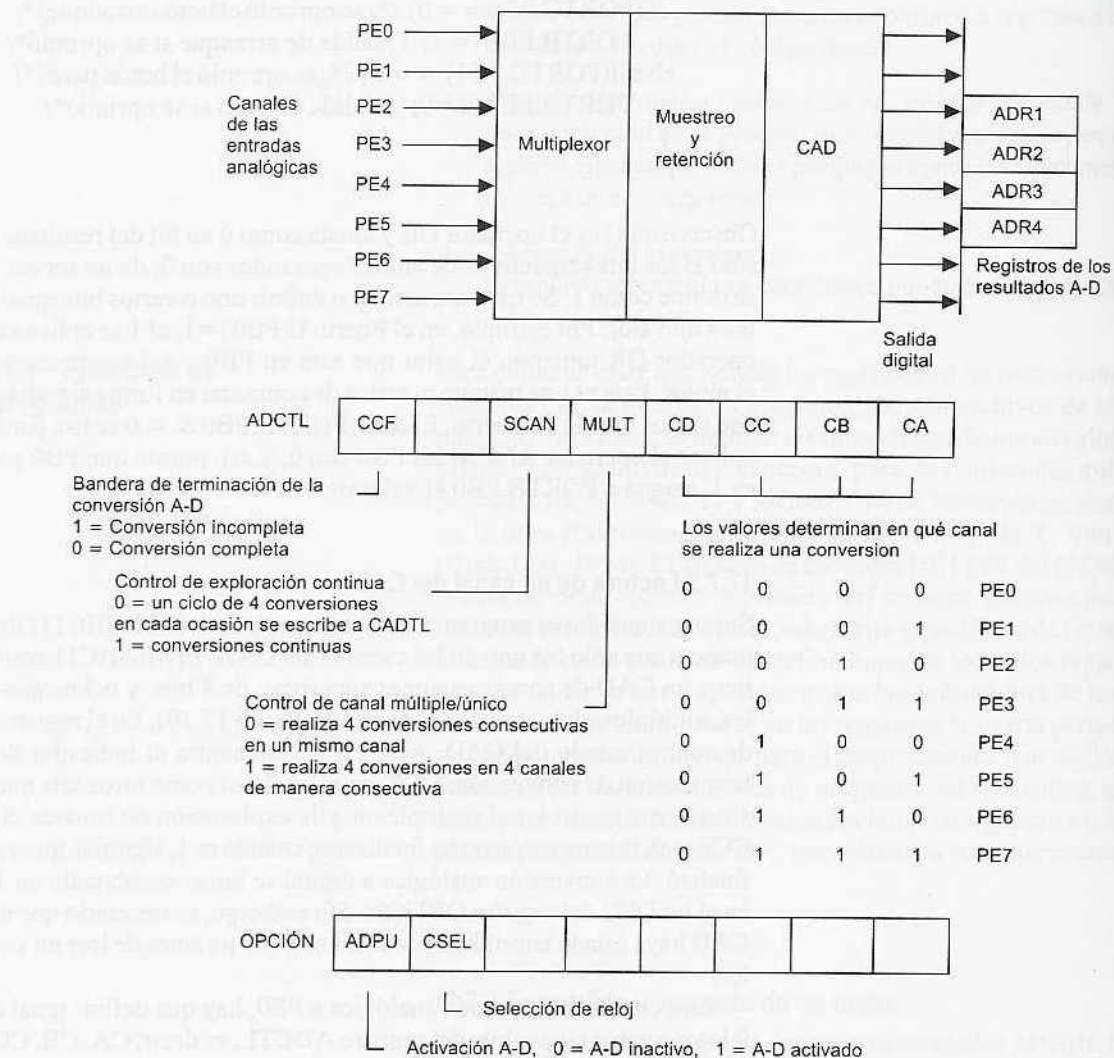 PE0
PE1
PE2
PE3
PE4
PE5
PE6
PE7
Canales
de las
entradas
analógicas
Multiplexor
Muestreo
y
retención
CAD
ADR1
ADR2
ADR3
ADR4
Registros de los
resultados A-D
Salida
digital
ADCTL CCF SCAN MULT CD CC CB CA
Bandera de terminación de la
conversión A-D
1 = Conversión incompleta
0 = Conversión completa
Control de exploración continua
0 = un ciclo de 4 conversiones
en cada ocasión se escribe a CADTL
1 = conversiones continuas
Control de canal múltiple/único
0 = realiza 4 conversiones consecutivas
en un mismo canal
1 = realiza conversiones en 4 canales
de manera consecutiva
Los valores determinan en qué canal
se realiza una conversion
0 0 0 0 PE0
0 0 0 1 PE1
0 0 1 0 PE2
0 0 1 1 PE3
0 1 0 0 PE4
0 1 0 1 PE5
0 1 1 0 PE6
0 1 1 1 PE7
OPCIÓN ADPU CSEL
Selección de reloj
Activación A-D, 0 = A-D inactivo, 1 = A-D activado